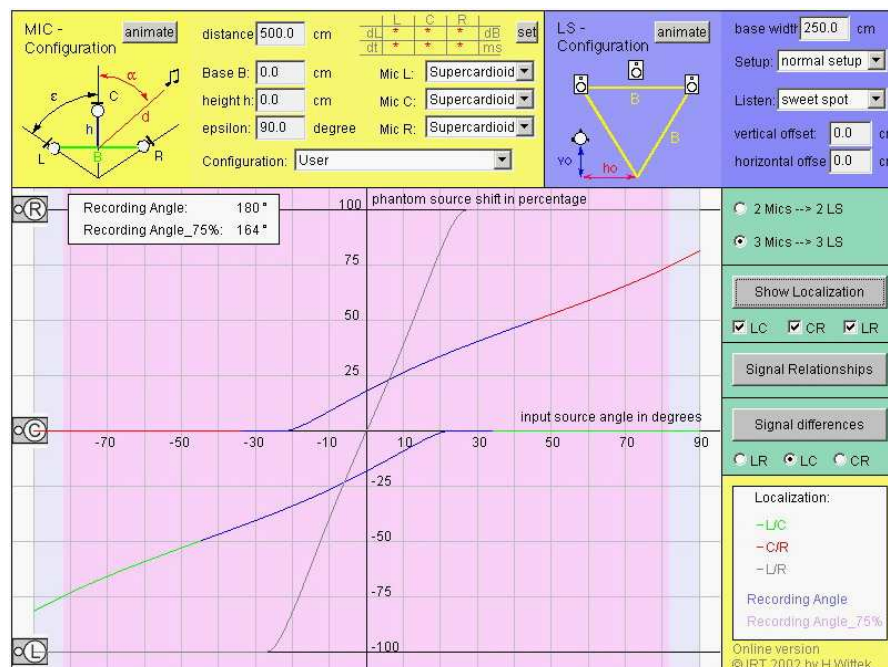 MIC -
Configuration
animate
α
ε
C
h
d
L
B
R
distance 500.0 cm
Base B: 0.0 cm
height h: 0.0 cm
epsilon: 90.0 degree
Configuration: User
L C R
dL * * * dB
dt * * * ms
set
Mic L: Supercardioid
Mic C: Supercardioid
Mic R: Supercardioid
LS -
Configuration
animate
B
B
vo
ho
base width 250.0 cm
Setup: normal setup
Listen: sweet spot
vertical offset: 0.0
horizontal offse 0.0
R
Recording Angle: 180°
Recording Angle_75%: 164°
100 phantom source shift in percentage
75
50
25
C
input source angle in degrees
-70 -50 -30 -10 10 30 50 70 90
-25
-50
-75
-100
L
2 Mics --> 2 LS
3 Mics --> 3 LS
Show Localization
LC CR LR
Signal Relationships
Signal differences
LR LC CR
Localization:
-L/C
-C/R
-L/R
Recording Angle
Recording Angle_75%
Online version
©IRT 2002 by H.Wittek